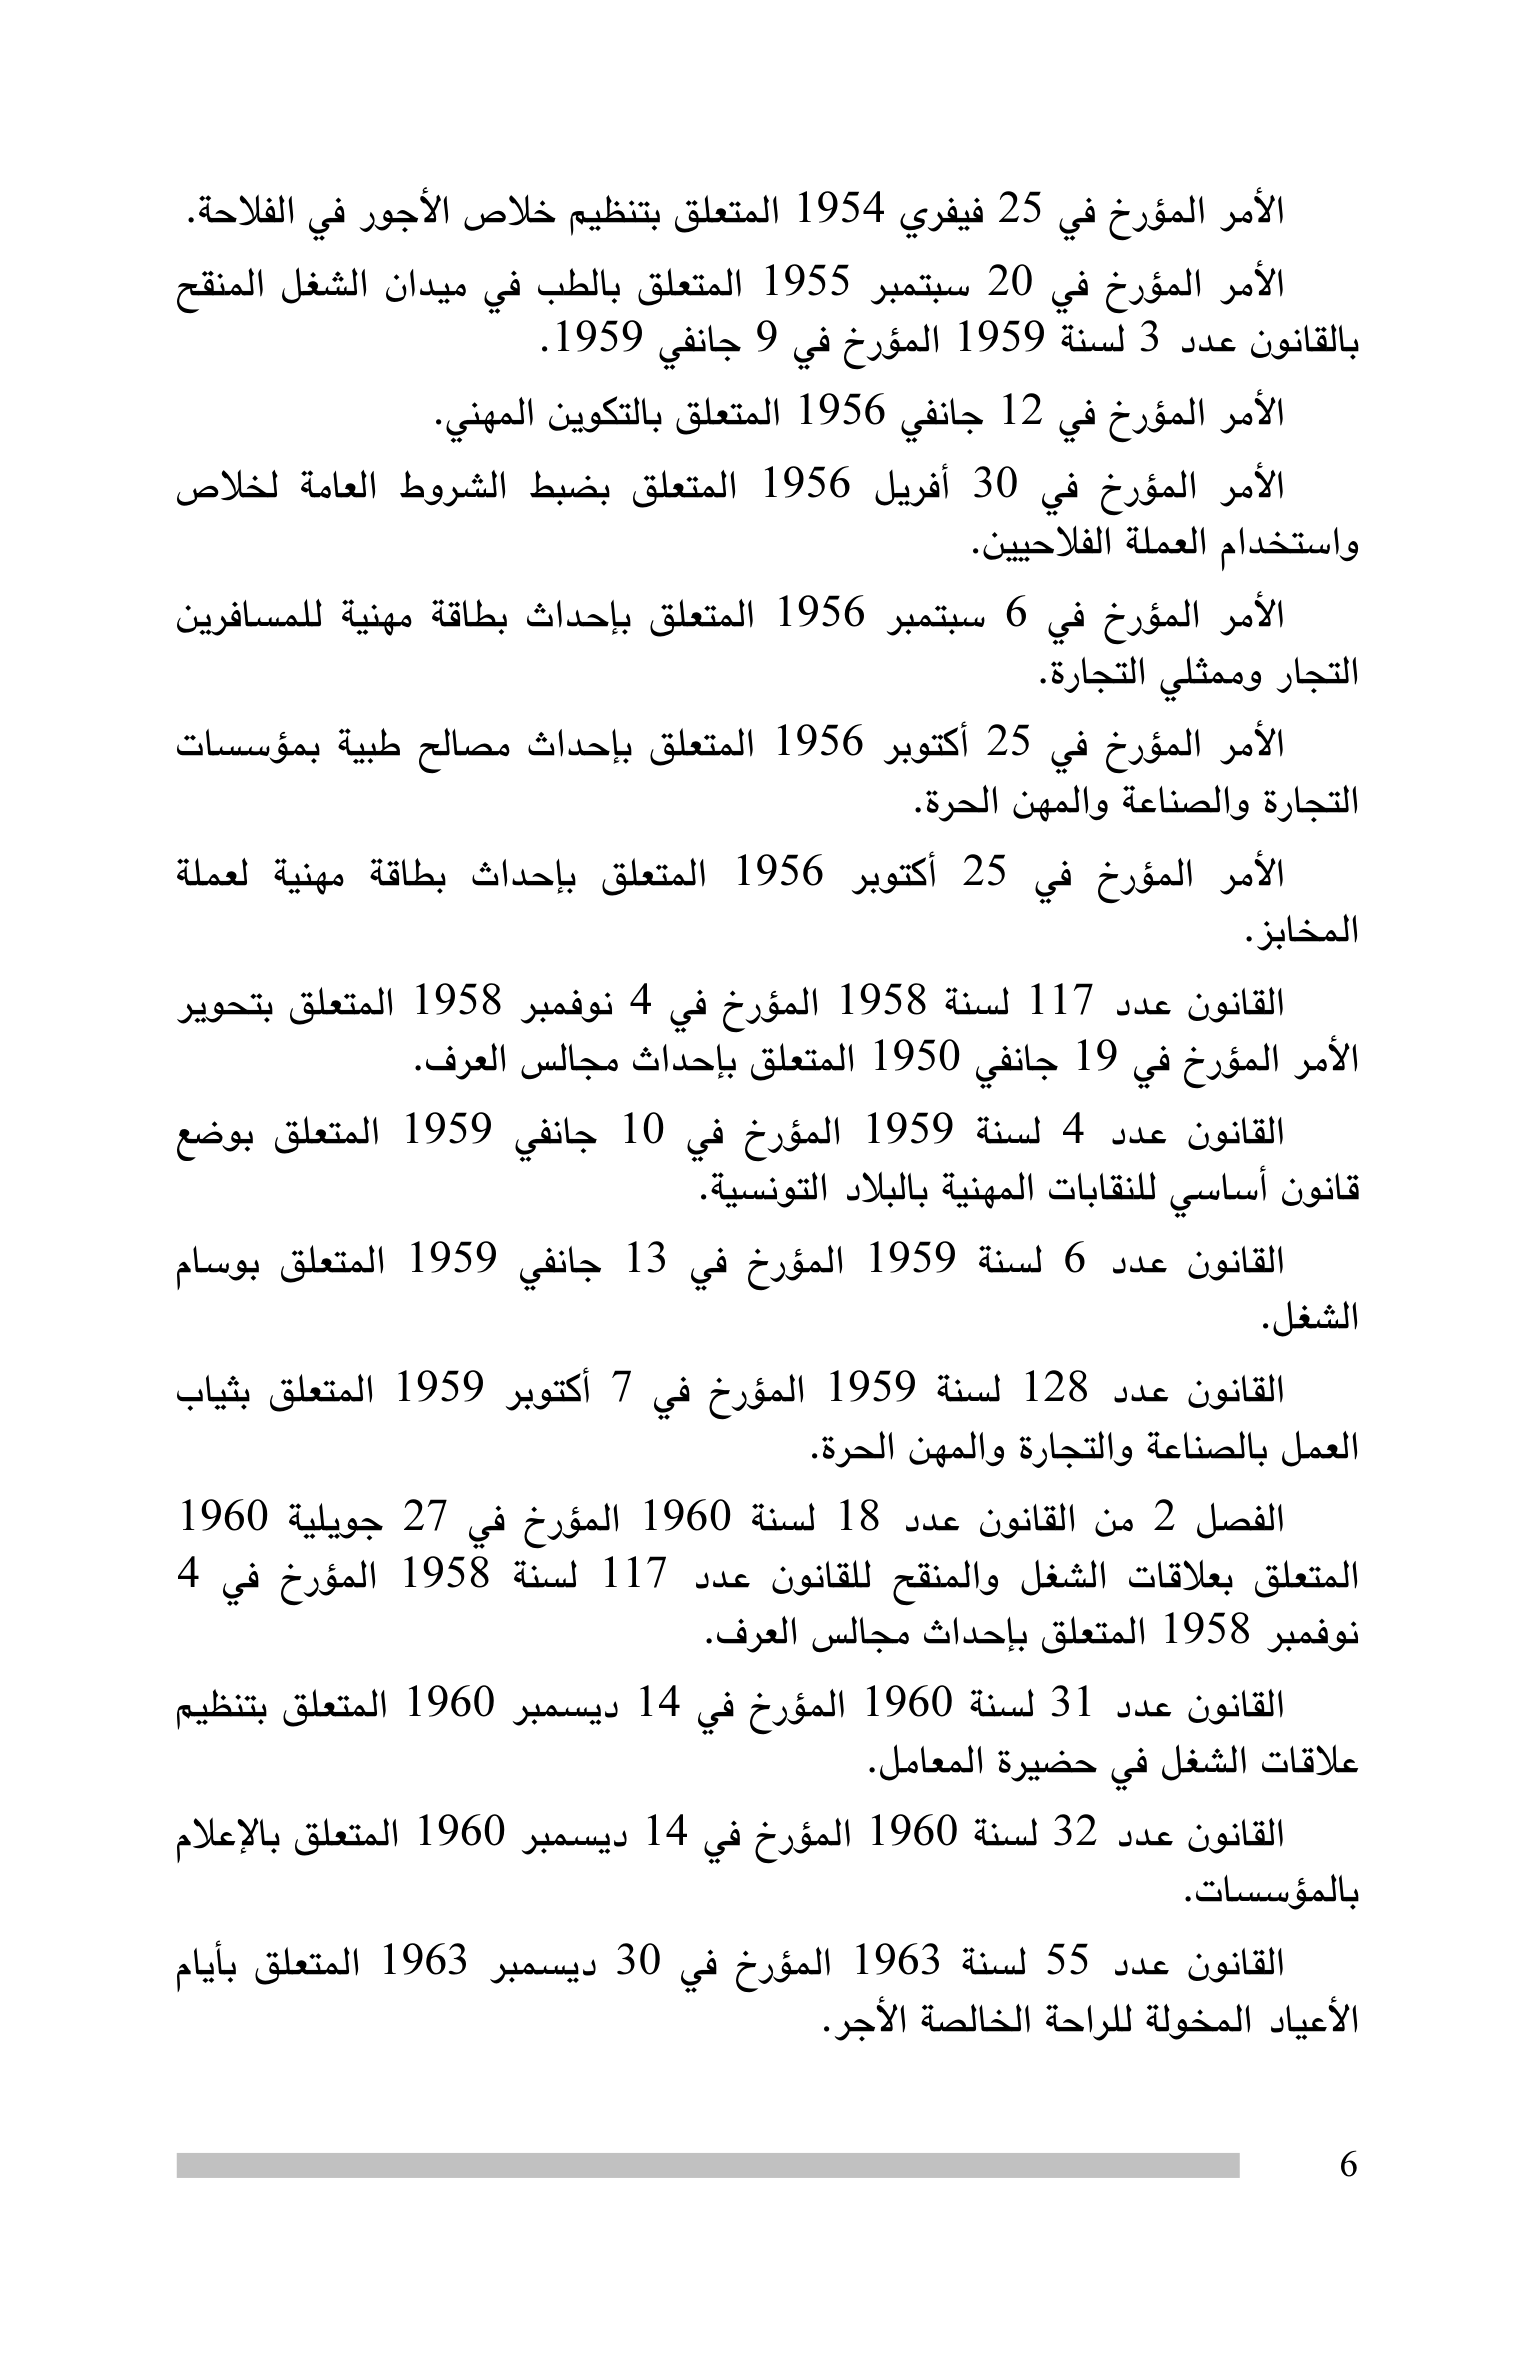 الأمر المؤرخ في 25 فيفري 1954 المتعلق بتنظيم خلاص الأجور في الفلاحة.
الأمر المؤرخ في 20 سبتمبر 1955 المتعلق بالطب في ميدان الشغل المنقح
بالقانون عدد 3 لسنة 1959 المؤرخ في 9 جانفي 1959.
الأمر المؤرخ في 12 جانفي 1956 المتعلق بالتكوين المهني.
الأمر المؤرخ في 30 أفريل 1956 المتعلق بضبط الشروط العامة لخلاص
واستخدام العملة الفلاحيين.
الأمر المؤرخ في 6 سبتمبر 1956 المتعلق بإحداث بطاقة مهنية للمسافرين
التجار وممثلي التجارة.
الأمر المؤرخ في 25 أكتوبر 1956 المتعلق بإحداث مصالح طبية بمؤسسات
التجارة والصناعة والمهن الحرة.
الأمر المؤرخ في 25 أكتوبر 1956 المتعلق بإحداث بطاقة مهنية لعملة
المخابز.
القانون عدد 117 لسنة 1958 المؤرخ في 4 نوفمبر 1958 المتعلق بتحوير
الأمر المؤرخ في 19 جانفي 1950 المتعلق بإحداث مجالس العرف.
القانون عدد 4 لسنة 1959 المؤرخ في 10 جانفي 1959 المتعلق بوضع
قانون أساسي للنقابات المهنية بالبلاد التونسية.
القانون عدد 6 لسنة 1959 المؤرخ في 13 جانفي 1959 المتعلق بوسام
الشغل.
القانون عدد 128 لسنة 1959 المؤرخ في 7 أكتوبر 1959 المتعلق بثياب
العمل بالصناعة والتجارة والمهن الحرة.
الفصل 2 من القانون عدد 18 لسنة 1960 المؤرخ في 27 جويلية 1960
المتعلق بعلاقات الشغل والمنقح للقانون عدد 117 لسنة 1958 المؤرخ في 4
نوفمبر 1958 المتعلق بإحداث مجالس العرف.
القانون عدد 31 لسنة 1960 المؤرخ في 14 ديسمبر 1960 المتعلق بتنظيم
علاقات الشغل في حضيرة المعامل.
القانون عدد 32 لسنة 1960 المؤرخ في 14 ديسمبر 1960 المتعلق بالإعلام
بالمؤسسات.
القانون عدد 55 لسنة 1963 المؤرخ في 30 ديسمبر 1963 المتعلق بأيام
الأعياد المخولة للراحة الخالصة الأجر.
6